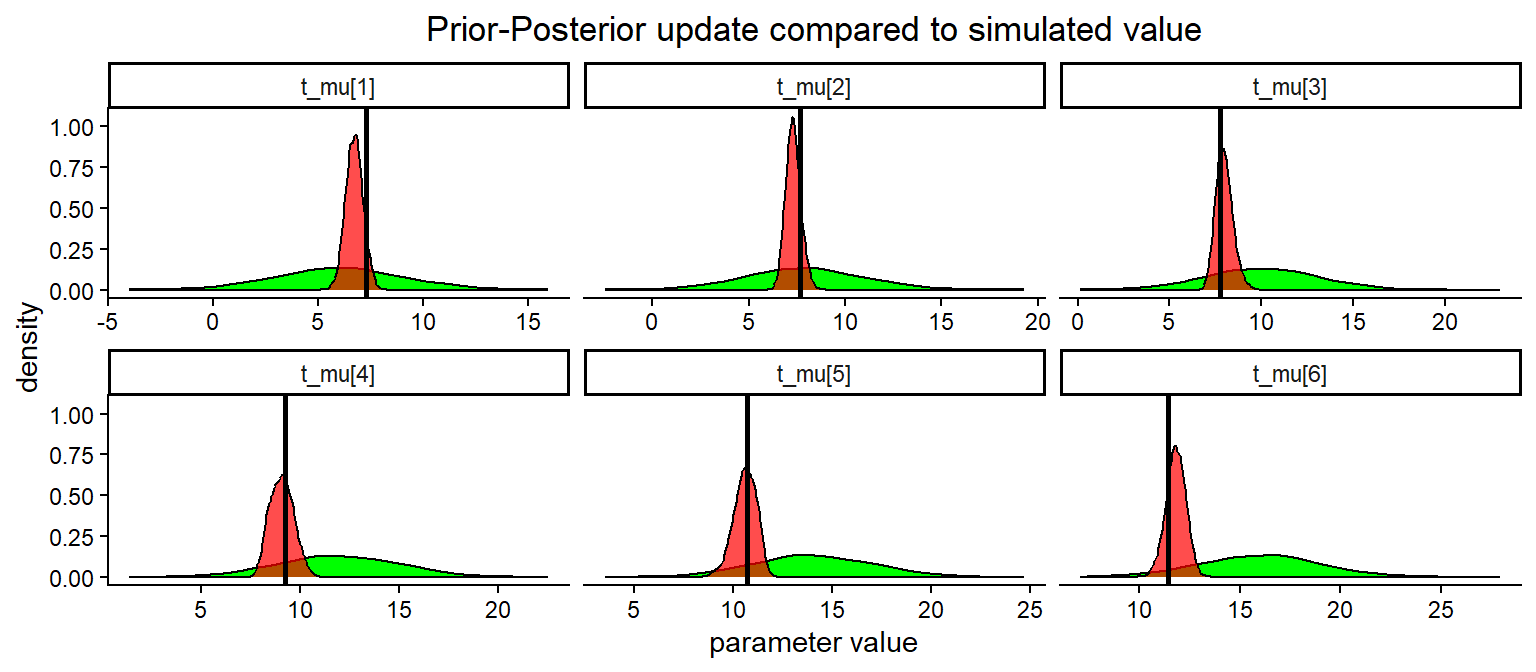 Prior-Posterior update compared to simulated value
t_mu[1] t_mu[2] t_mu[3]
1.00
0.75
0.50
0.25
0.00
-5 0 5 10 15 0 5 10 15 20 0 5 10 15 20
density
t_mu[4] t_mu[5] t_mu[6]
1.00
0.75
0.50
0.25
0.00
5 10 15 20 5 10 15 20 25 10 15 20 25
parameter value